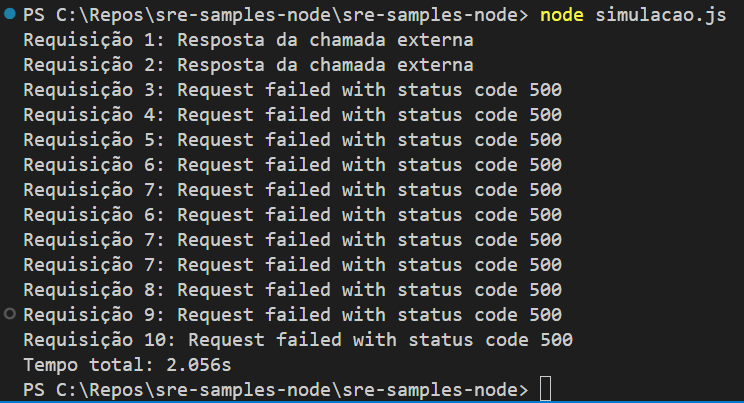 PS C:\Repos\sre-samples-node\sre-samples-node> node simulacao.js
Requisição 1: Resposta da chamada externa
Requisição 2: Resposta da chamada externa
Requisição 3: Request failed with status code 500
Requisição 4: Request failed with status code 500
Requisição 5: Request failed with status code 500
Requisição 6: Request failed with status code 500
Requisição 7: Request failed with status code 500
Requisição 6: Request failed with status code 500
Requisição 7: Request failed with status code 500
Requisição 7: Request failed with status code 500
Requisição 8: Request failed with status code 500
Requisição 9: Request failed with status code 500
Requisição 10: Request failed with status code 500
Tempo total: 2.056s
PS C:\Repos\sre-samples-node\sre-samples-node>